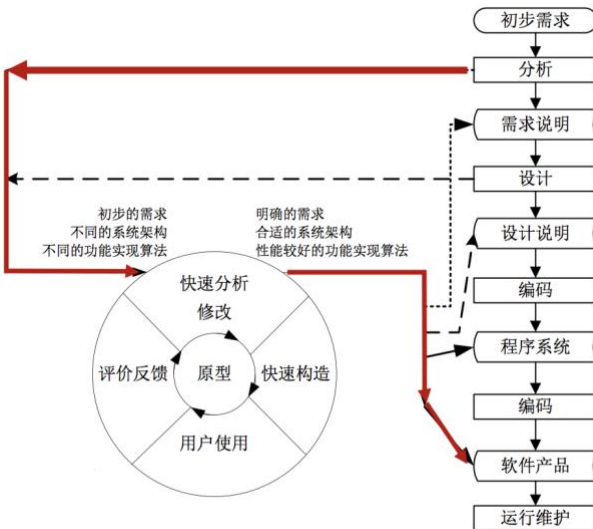 初步需求
分析
需求说明
设计
初步的需求
不同的系统架构
不同的功能实现算法
明确的需求
合适的系统架构
性能较好的功能实现算法
设计说明
快速分析
修改
编码
程序系统
评价反馈
原型
快速构造
编码
用户使用
软件产品
运行维护